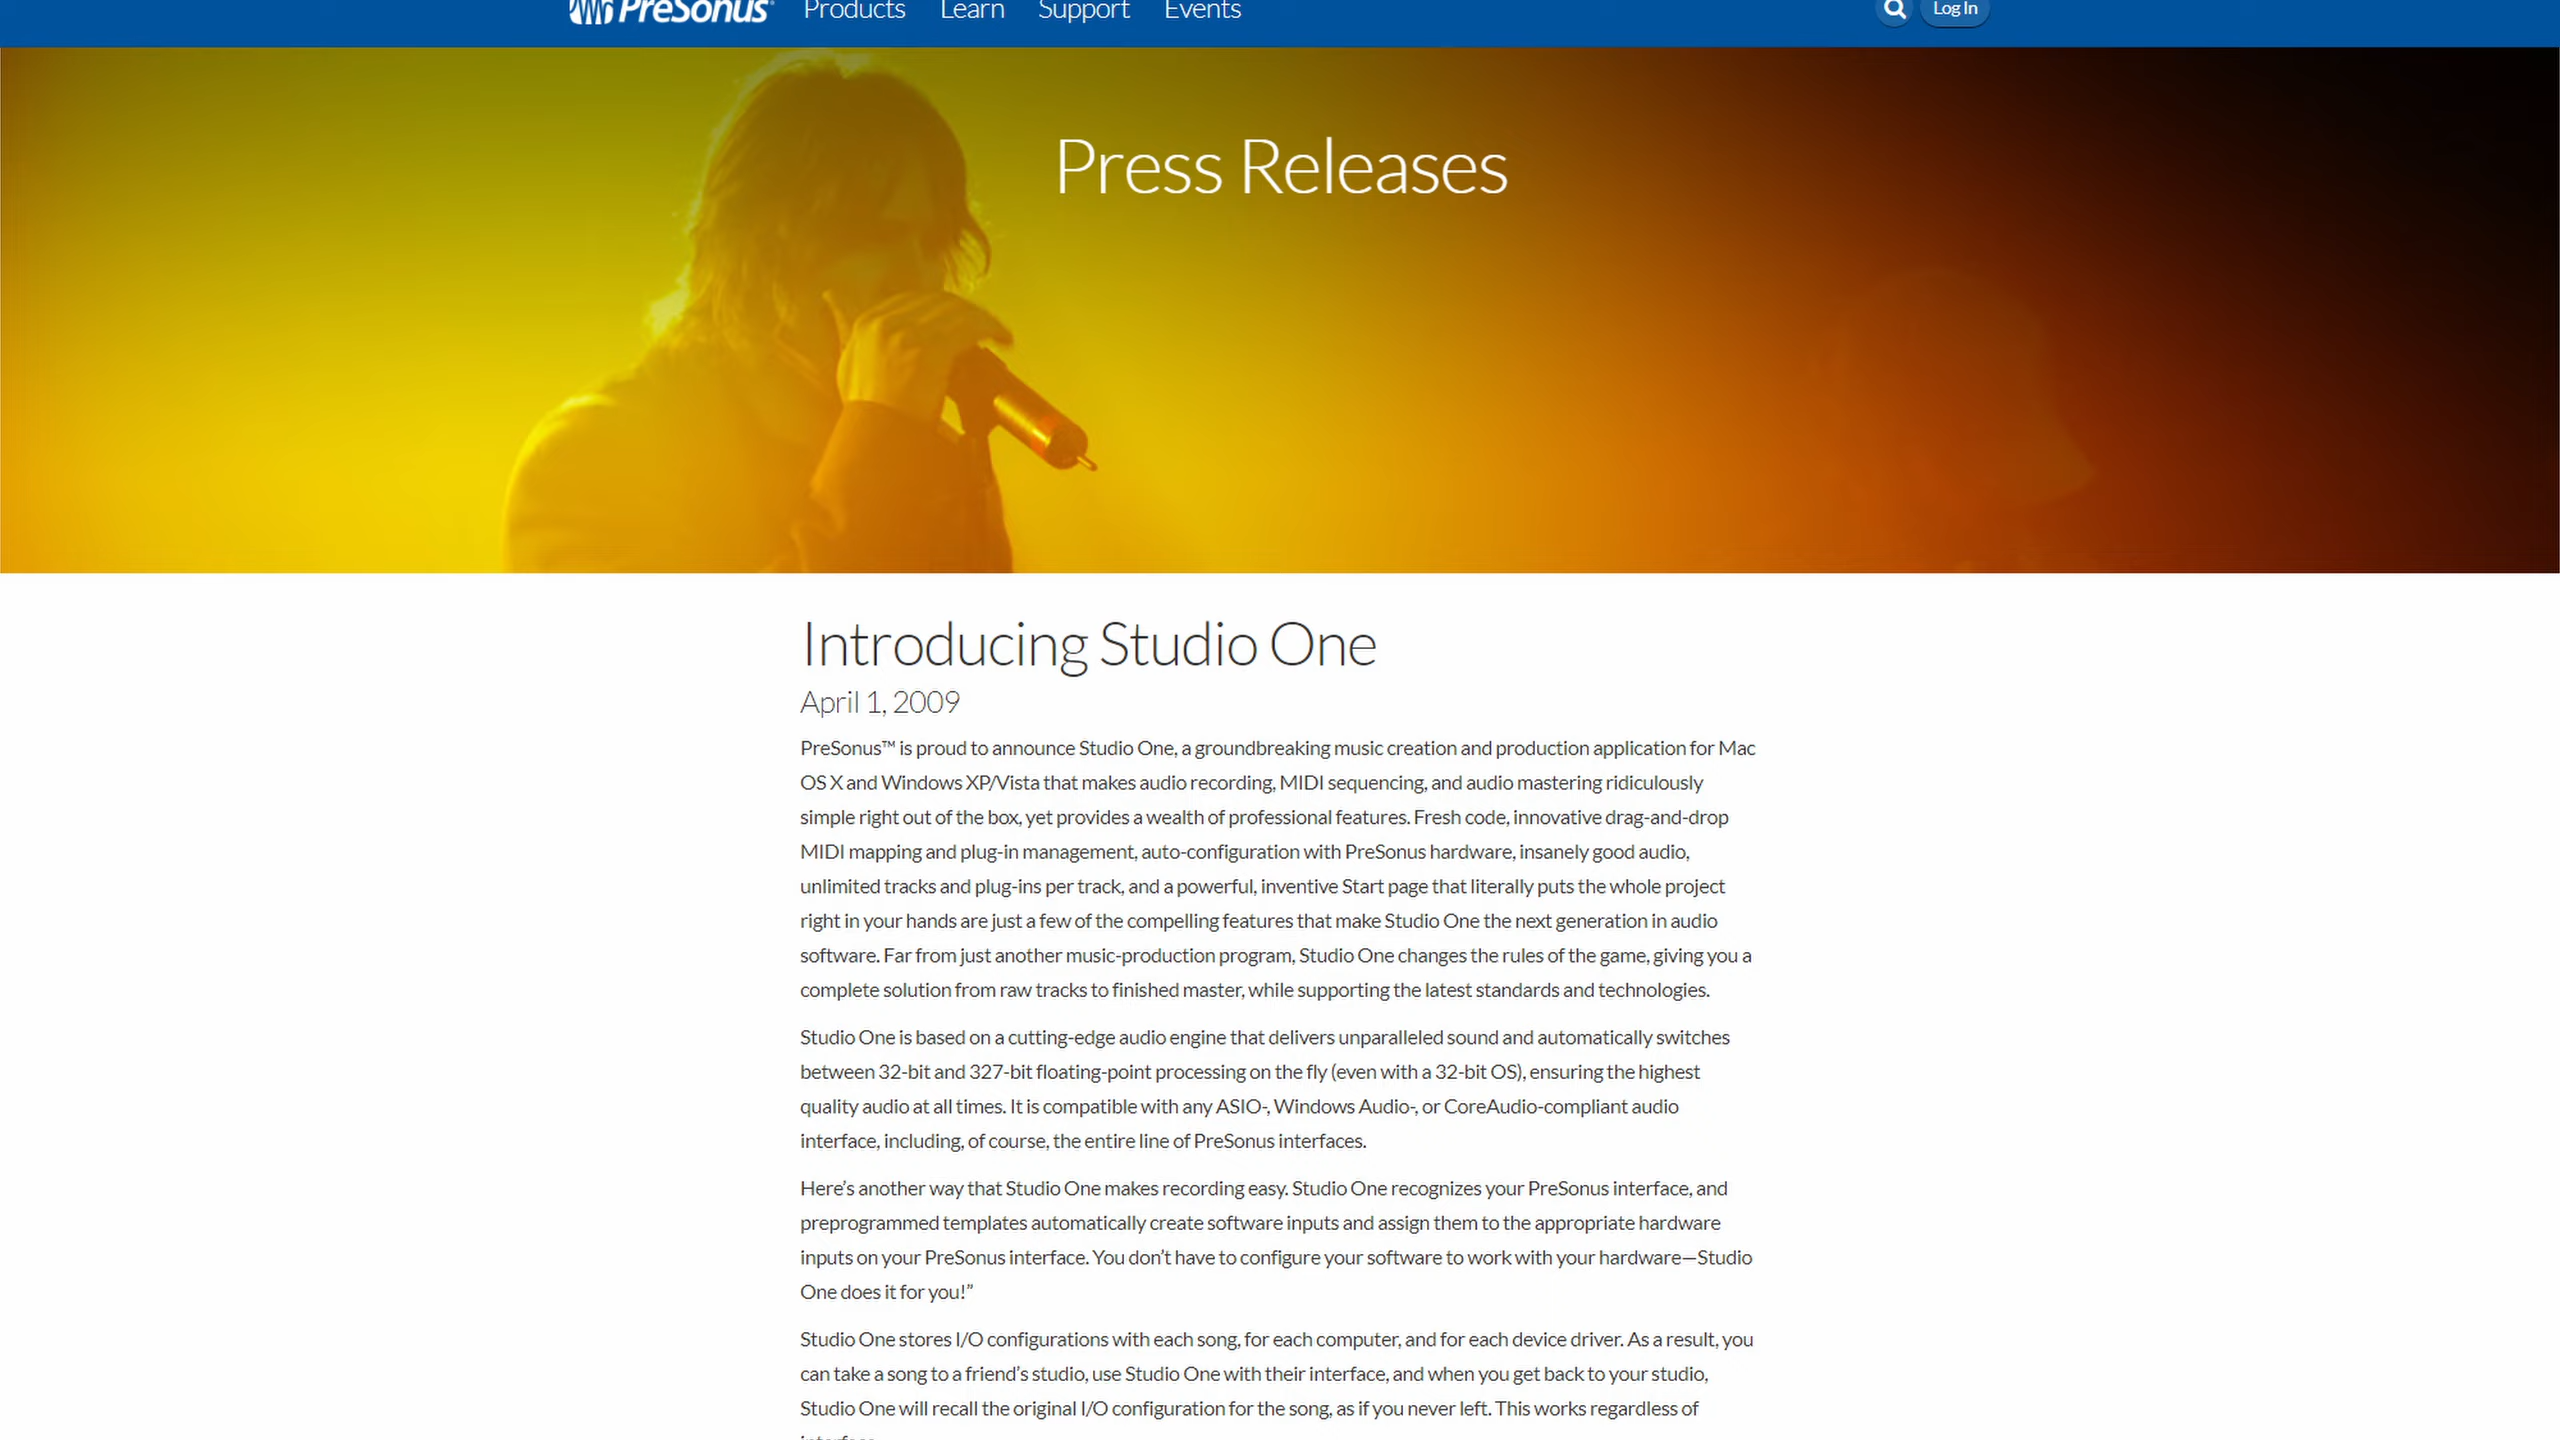 PreSonus
Products Learn Support Events
Log In
Press Releases
Introducing Studio One
April 1, 2009
PreSonus™ is proud to announce Studio One, a groundbreaking music creation and production application for Mac
OS X and Windows XP/Vista that makes audio recording, MIDI sequencing, and audio mastering ridiculously
simple right out of the box, yet provides a wealth of professional features. Fresh code, innovative drag-and-drop
MIDI mapping and plug-in management, auto-configuration with PreSonus hardware, insanely good audio,
unlimited tracks and plug-ins per track, and a powerful, inventive Start page that literally puts the whole project
right in your hands are just a few of the compelling features that make Studio One the next generation in audio
software. Far from just another music-production program, Studio One changes the rules of the game, giving you a
complete solution from raw tracks to finished master, while supporting the latest standards and technologies.
Studio One is based on a cutting-edge audio engine that delivers unparalleled sound and automatically switches
between 32-bit and 327-bit floating-point processing on the fly (even with a 32-bit OS), ensuring the highest
quality audio at all times. It is compatible with any ASIO-, Windows Audio-, or CoreAudio-compliant audio
interface, including, of course, the entire line of PreSonus interfaces.
Here’s another way that Studio One makes recording easy. Studio One recognizes your PreSonus interface, and
preprogrammed templates automatically create software inputs and assign them to the appropriate hardware
inputs on your PreSonus interface. You don’t have to configure your software to work with your hardware—Studio
One does it for you!”
Studio One stores I/O configurations with each song, for each computer, and for each device driver. As a result, you
can take a song to a friend’s studio, use Studio One with their interface, and when you get back to your studio,
Studio One will recall the original I/O configuration for the song, as if you never left. This works regardless of